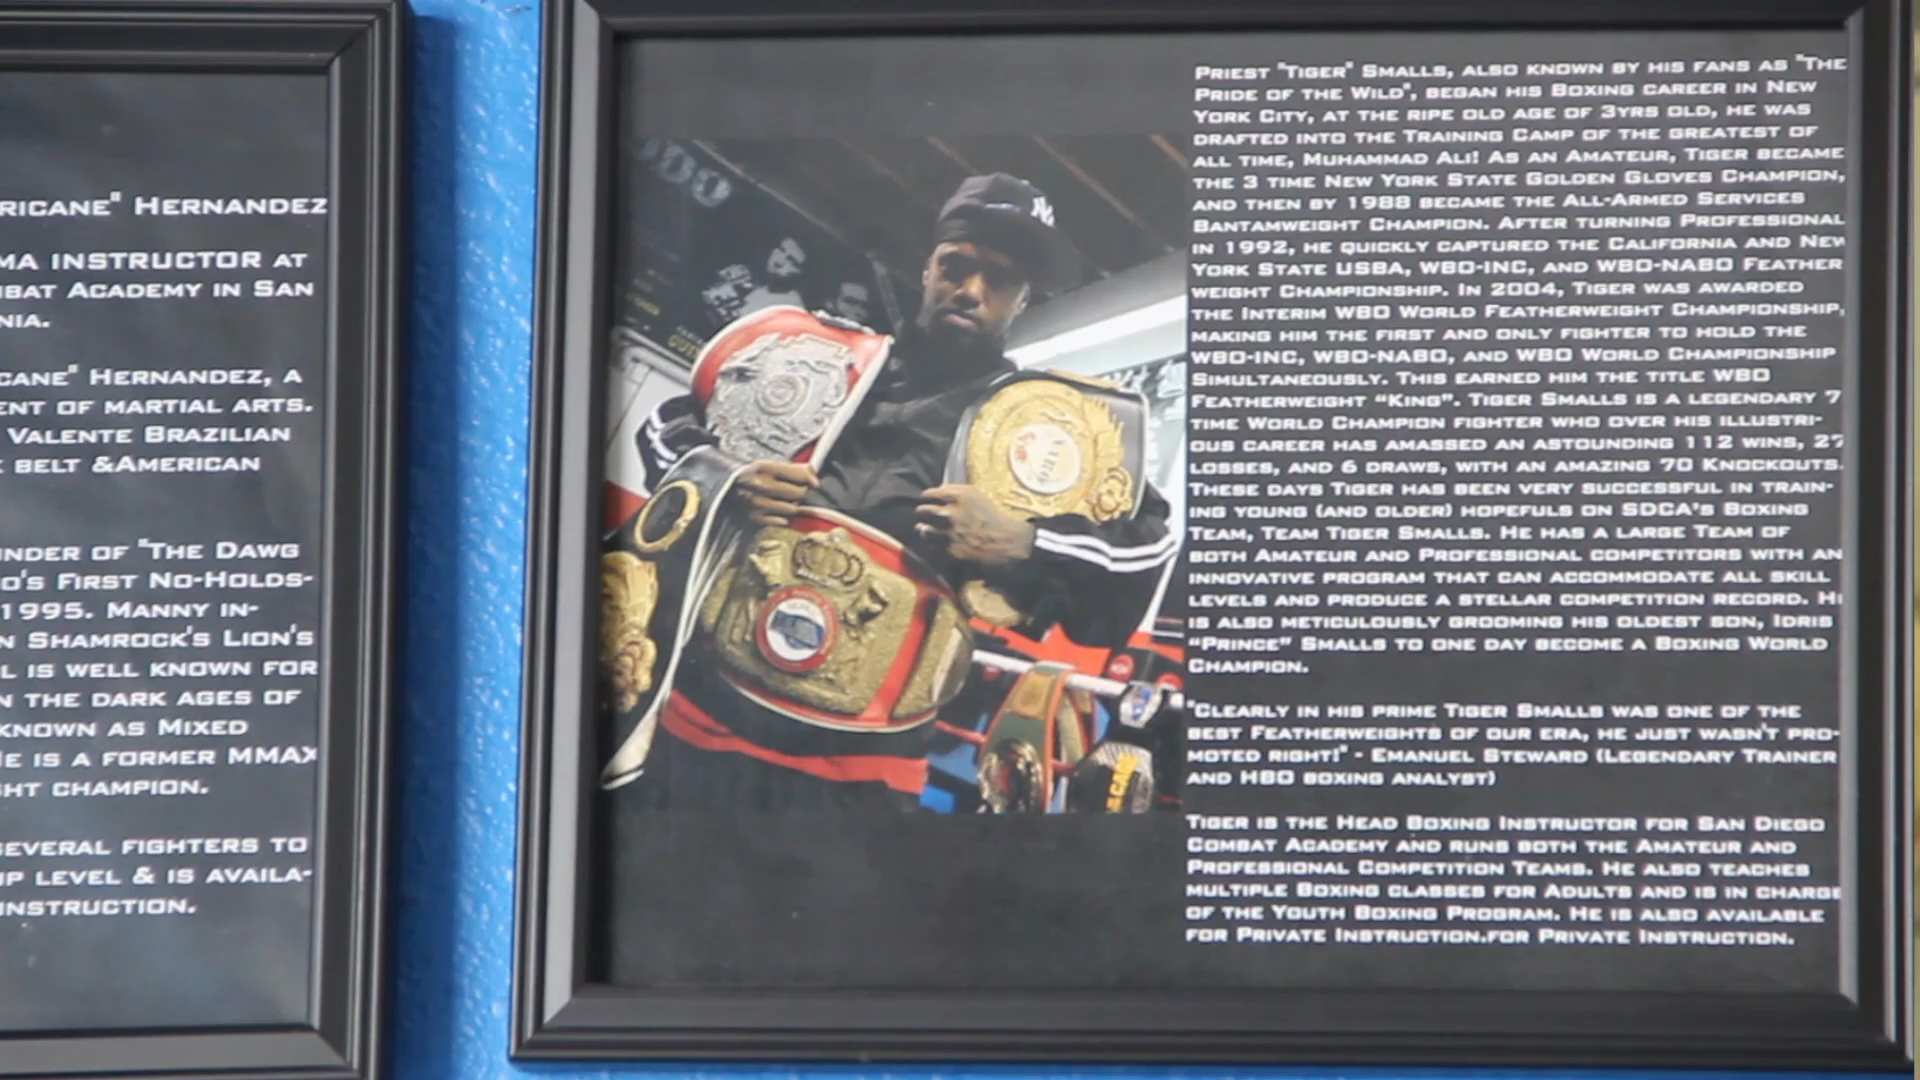 RICANE" HERNANDEZ
MA INSTRUCTOR AT
BAT ACADEMY IN SAN
NIA.
CANE" HERNANDEZ, A
ENT OF MARTIAL ARTS.
VALENTE BRAZILIAN
BELT &AMERICAN
NDER OF "THE DAWG
O'S FIRST NO-HOLDS-
1995. MANNY IN-
N SHAMROCK'S LION'S
L IS WELL KNOWN FOR
N THE DARK AGES OF
KNOWN AS MIXED
HE IS A FORMER MMAX
GHT CHAMPION.
SEVERAL FIGHTERS TO
IP LEVEL & IS AVAILA-
INSTRUCTION.
PRIEST "TIGER" SMALLS, ALSO KNOWN BY HIS FANS AS "THE
PRIDE OF THE WILD", BEGAN HIS BOXING CAREER IN NEW
YORK CITY, AT THE RIPE OLD AGE OF 3YRS OLD, HE WAS
DRAFTED INTO THE TRAINING CAMP OF THE GREATEST OF
ALL TIME, MUHAMMAD ALI! AS AN AMATEUR, TIGER BECAME
THE 3 TIME NEW YORK STATE GOLDEN GLOVES CHAMPION,
AND THEN BY 1988 BECAME THE ALL-ARMED SERVICES
BANTAMWEIGHT CHAMPION. AFTER TURNING PROFESSIONAL
IN 1992, HE QUICKLY CAPTURED THE CALIFORNIA AND NEW
YORK STATE USBA, WBO-INC, AND WBO-NABO FEATHER
WEIGHT CHAMPIONSHIP. IN 2004, TIGER WAS AWARDED
THE INTERIM WBO WORLD FEATHERWEIGHT CHAMPIONSHIP,
MAKING HIM THE FIRST AND ONLY FIGHTER TO HOLD THE
WBO-INC, WBO-NABO, AND WBO WORLD CHAMPIONSHIP
SIMULTANEOUSLY. THIS EARNED HIM THE TITLE WBO
FEATHERWEIGHT "KING". TIGER SMALLS IS A LEGENDARY 7
TIME WORLD CHAMPION FIGHTER WHO OVER HIS ILLUSTRI-
OUS CAREER HAS AMASSED AN ASTOUNDING 112 WINS, 27
LOSSES, AND 6 DRAWS, WITH AN AMAZING 70 KNOCKOUTS.
THESE DAYS TIGER HAS BEEN VERY SUCCESSFUL IN TRAIN-
ING YOUNG (AND OLDER) HOPEFULS ON SDCA'S BOXING
TEAM, TEAM TIGER SMALLS. HE HAS A LARGE TEAM OF
BOTH AMATEUR AND PROFESSIONAL COMPETITORS WITH AN
INNOVATIVE PROGRAM THAT CAN ACCOMMODATE ALL SKILL
LEVELS AND PRODUCE A STELLAR COMPETITION RECORD. HE
IS ALSO METICULOUSLY GROOMING HIS OLDEST SON, IDRIS
"PRINCE" SMALLS TO ONE DAY BECOME A BOXING WORLD
CHAMPION.
"CLEARLY IN HIS PRIME TIGER SMALLS WAS ONE OF THE
BEST FEATHERWEIGHTS OF OUR ERA, HE JUST WASN'T PRO-
MOTED RIGHT!" - EMANUEL STEWARD (LEGENDARY TRAINER
AND HBO BOXING ANALYST)
TIGER IS THE HEAD BOXING INSTRUCTOR FOR SAN DIEGO
COMBAT ACADEMY AND RUNS BOTH THE AMATEUR AND
PROFESSIONAL COMPETITION TEAMS. HE ALSO TEACHES
MULTIPLE BOXING CLASSES FOR ADULTS AND IS IN CHARGE
OF THE YOUTH BOXING PROGRAM. HE IS ALSO AVAILABLE
FOR PRIVATE INSTRUCTION.FOR PRIVATE INSTRUCTION.